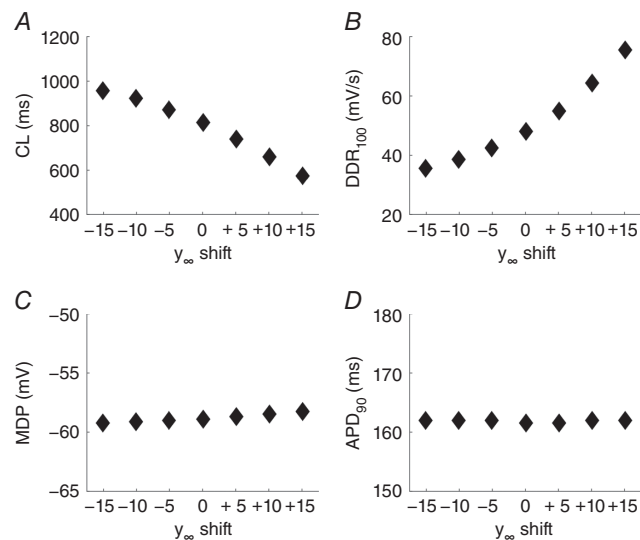 A
1200
1000
800
600
400
CL (ms)
−15 −10 −5 0 + 5 +10 +15
y∞ shift
B
80
60
40
20
DDR100 (mV/s)
−15 −10 −5 0 + 5 +10 +15
y∞ shift
C
−50
−55
−60
−65
MDP (mV)
−15 −10 −5 0 + 5 +10 +15
y∞ shift
D
180
170
160
150
APD90 (ms)
−15 −10 −5 0 + 5 +10 +15
y∞ shift